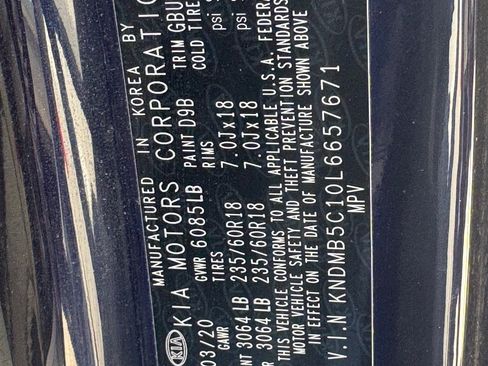 MANUFACTURED IN KOREA BY
KIA MOTORS CORPORATION
KIA
03/20 GVWR 6085LB PAINT D9B TRIM GBU
GAWR TIRES RIMS COLD TIRE
NT 3064 LB 235/60R18 7.0Jx18 psi
3064 LB 235/60R18 7.0Jx18 psi
THIS VEHICLE CONFORMS TO ALL APPLICABLE U.S.A. FEDERAL
MOTOR VEHICLE SAFETY AND THEFT PREVENTION STANDARDS
IN EFFECT ON THE DATE OF MANUFACTURE SHOWN ABOVE
V.I.N KNDMB5C10L6657671
MPV